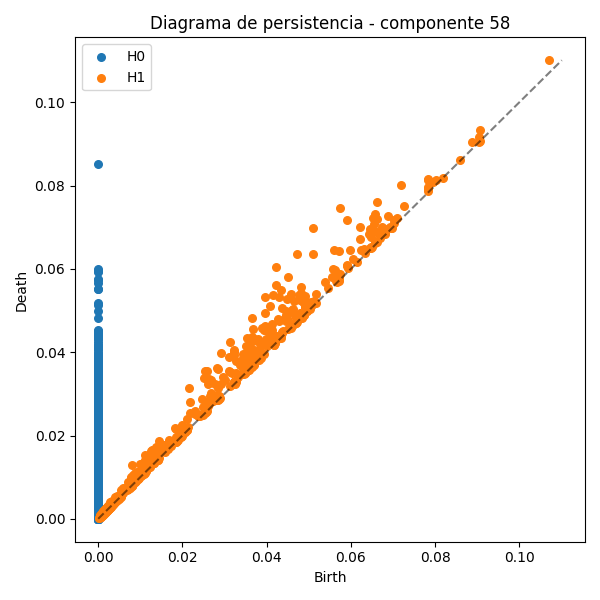 Diagrama de persistencia - componente 58
H0
H1
Death
0.10
0.08
0.06
0.04
0.02
0.00
0.00 0.02 0.04 0.06 0.08 0.10
Birth